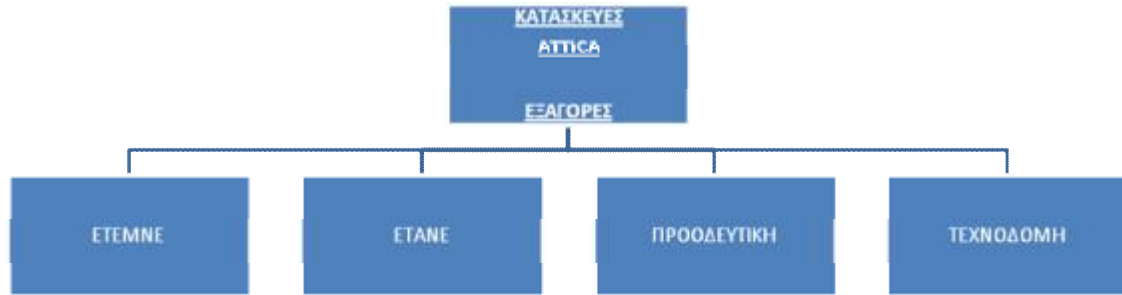 ΚΑΤΑΣΚΕΥΕΣ
ATTICA
ΕΞΑΓΟΡΕΣ
ΕΤΕΜΝΕ
ΕΤΑΝΕ
ΠΡΟΟΔΕΥΤΙΚΗ
ΤΕΧΝΟΔΟΜΗ